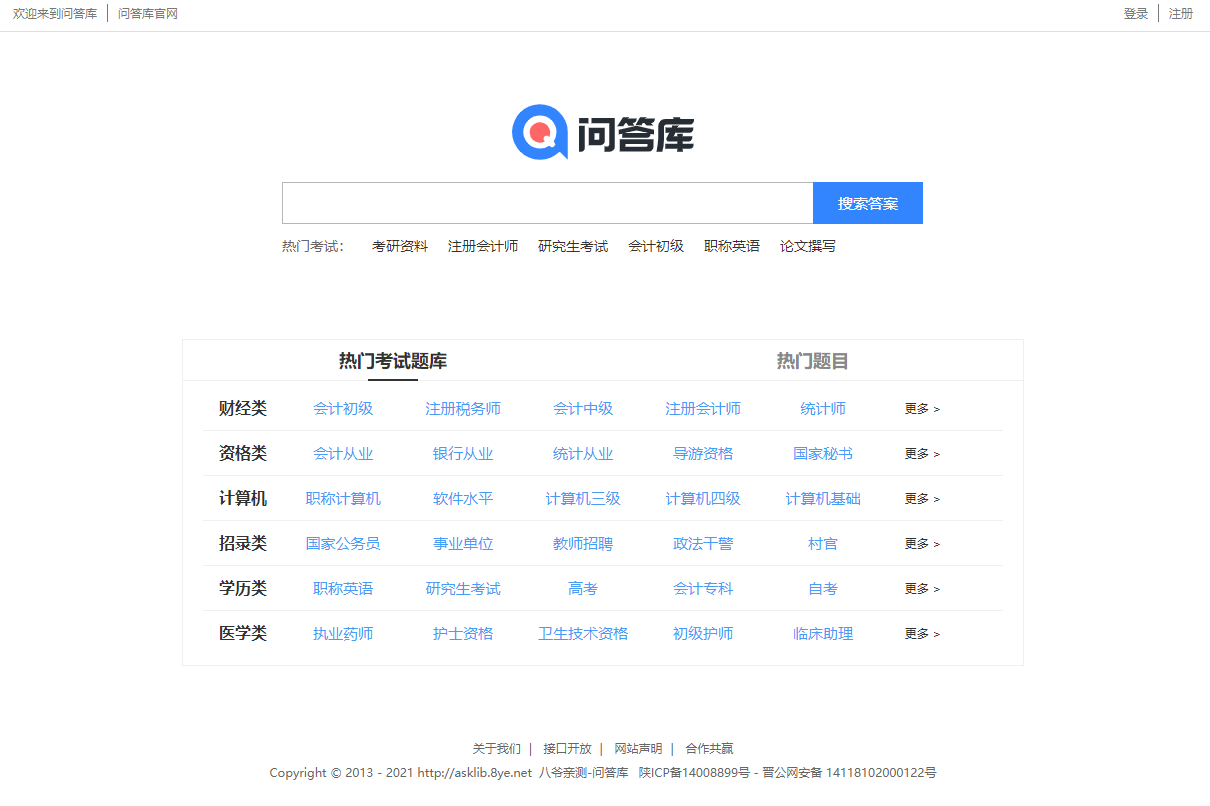 欢迎来到问答库 | 问答库官网 登录 | 注册
问答库
搜索答案
热门考试： 考研资料 注册会计师 研究生考试 会计初级 职称英语 论文撰写
热门考试题库 热门题目
财经类 会计初级 注册税务师 会计中级 注册会计师 统计师 更多 >
资格类 会计从业 银行从业 统计从业 导游资格 国家秘书 更多 >
计算机 职称计算机 软件水平 计算机三级 计算机四级 计算机基础 更多 >
招录类 国家公务员 事业单位 教师招聘 政法干警 村官 更多 >
学历类 职称英语 研究生考试 高考 会计专科 自考 更多 >
医学类 执业药师 护士资格 卫生技术资格 初级护师 临床助理 更多 >
关于我们 | 接口开放 | 网站声明 | 合作共赢
Copyright © 2013 - 2021 http://asklib.8ye.net 八爷亲测-问答库 陕ICP备14008899号 - 晋公网安备 14118102000122号